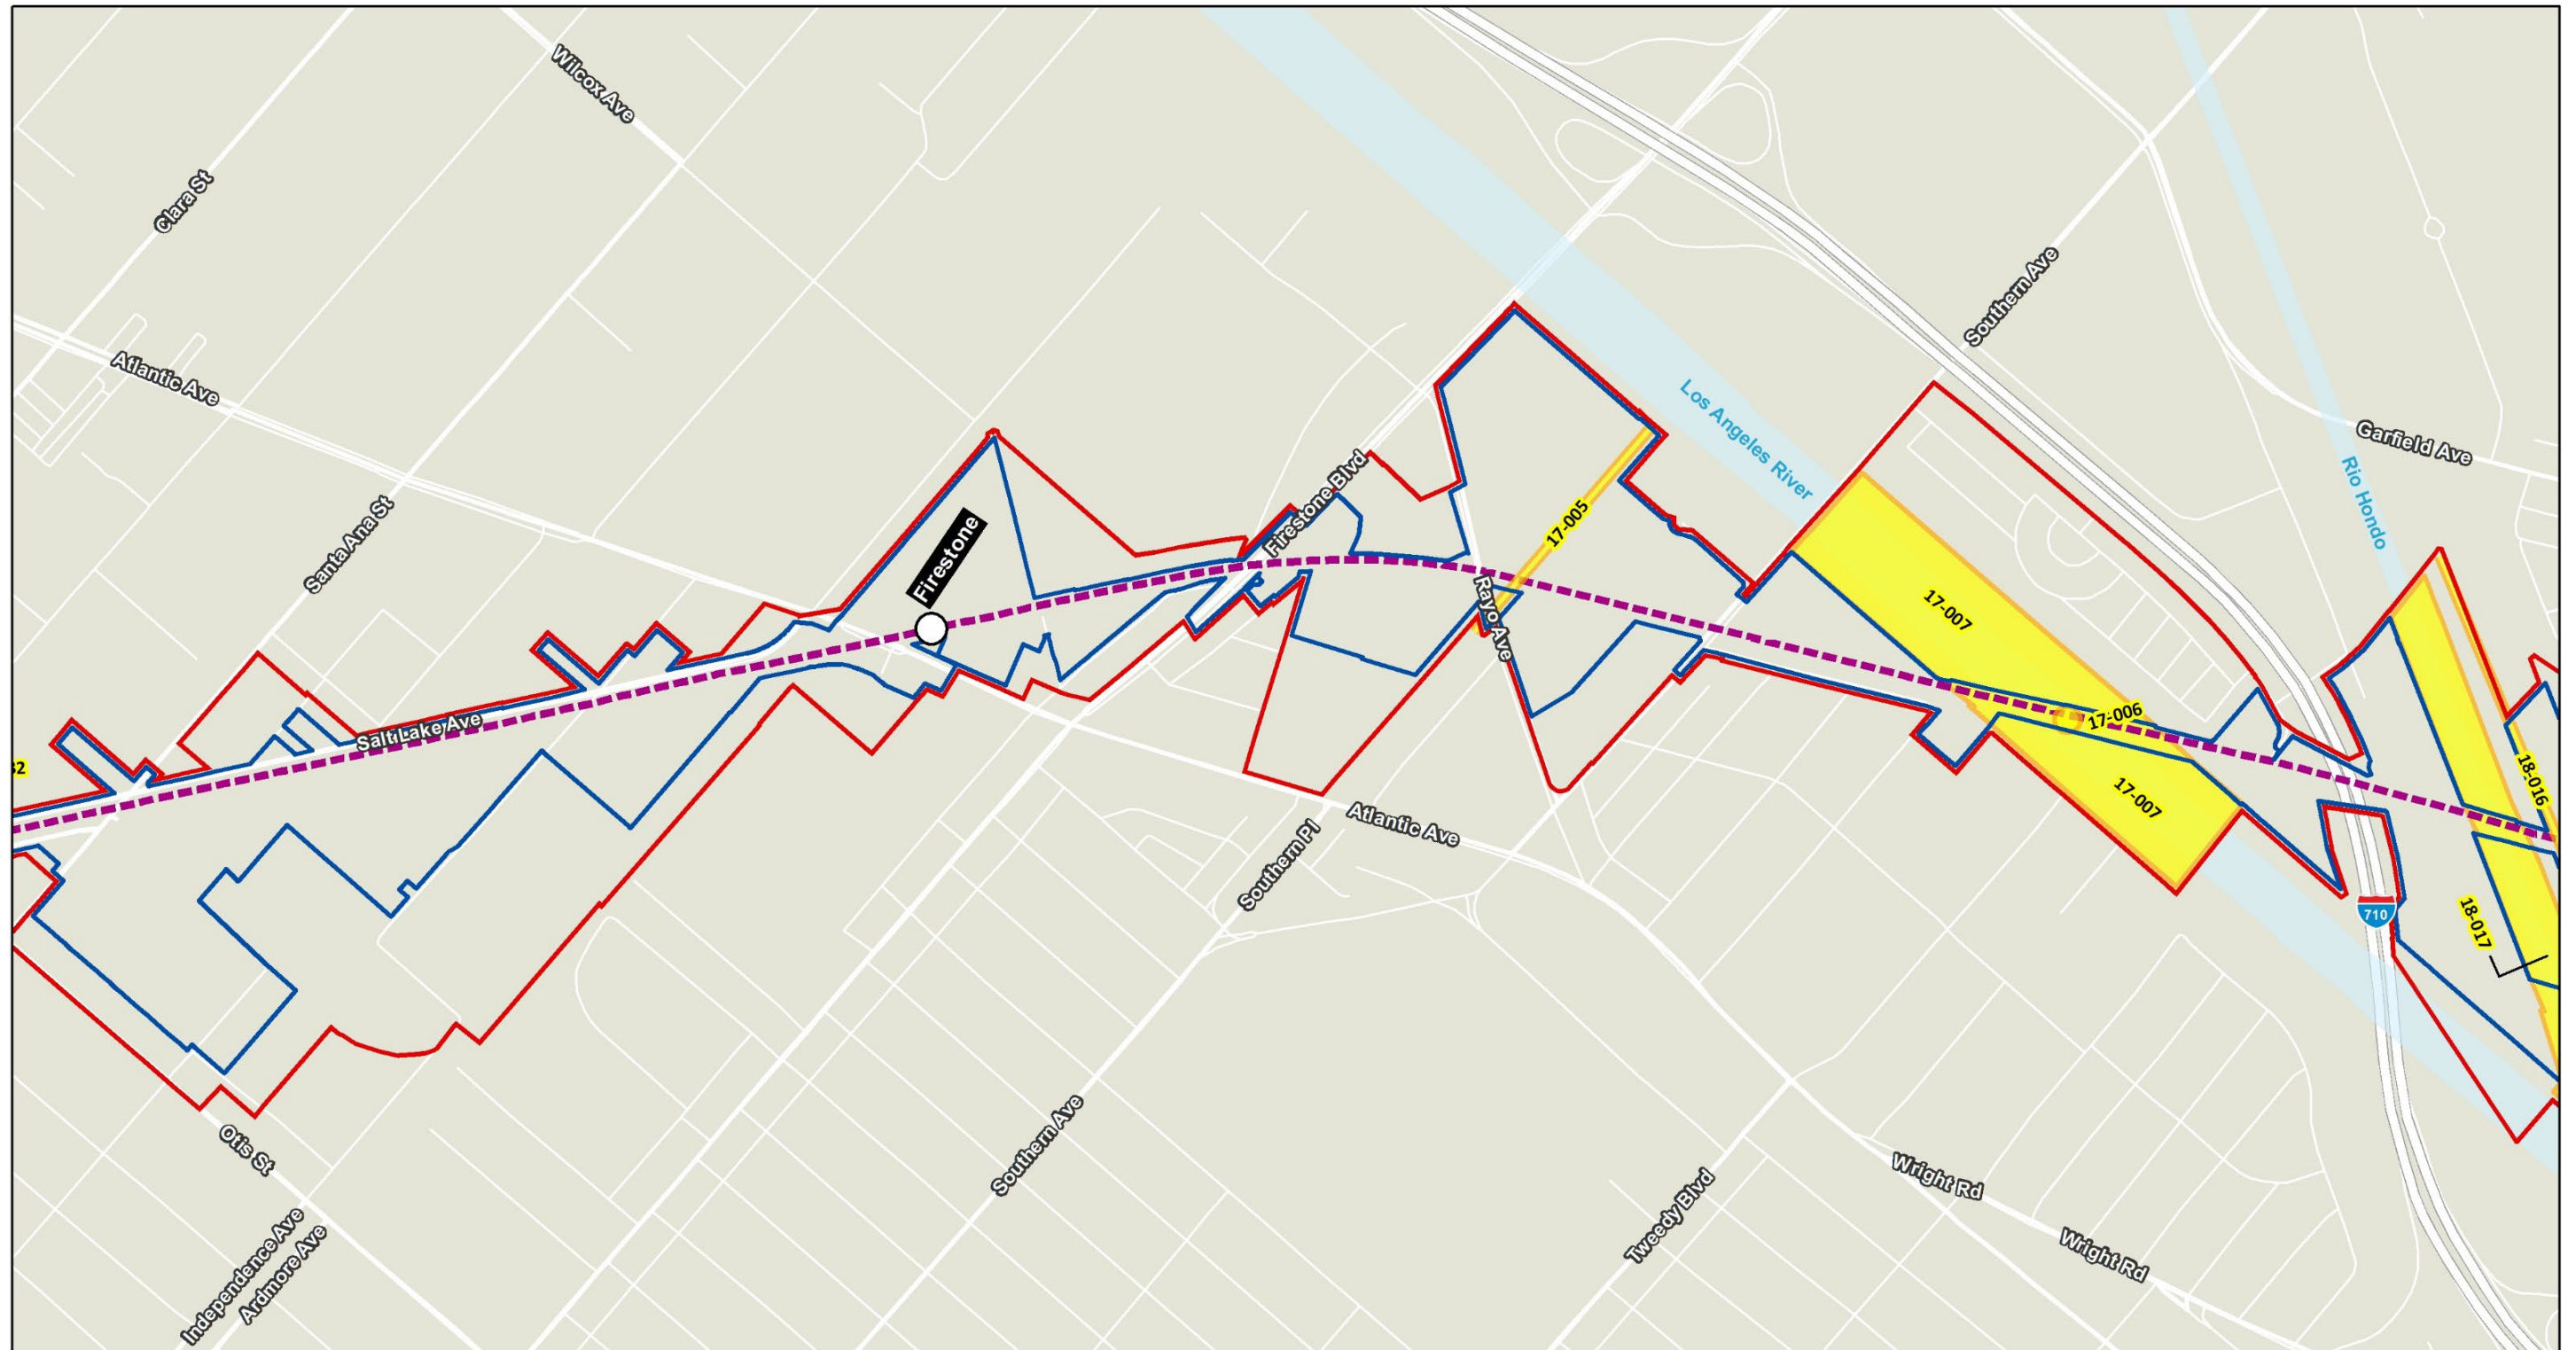 Wilcox Ave
Clara St
Atlantic Ave
Santa Ana St
Southern Ave
Garfield Ave
Los Angeles River
Rio Hondo
Firestone Blvd
Firestone
17-005
Rayo Ave
17-007
17-006
Salt Lake Ave
32
17-007
18-016
Atlantic Ave
Southern Pl
710
18-017
Otis St
Southern Ave
Wright Rd
Tweedy Blvd
Wright Rd
Independence Ave
Ardmore Ave